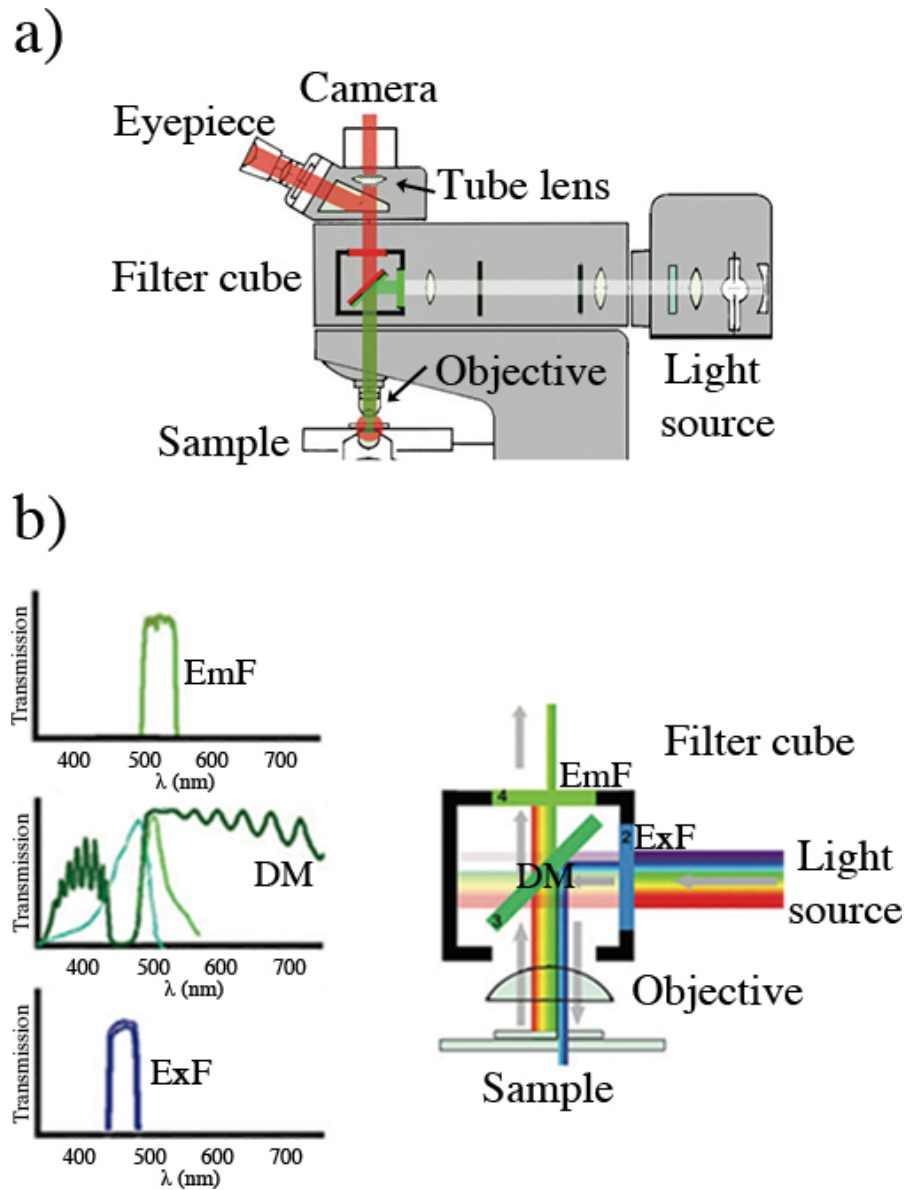 a)
Camera
Eyepiece
Tube lens
Filter cube
Objective
Light
source
Sample
b)
Transmission
EmF
400 500 600 700
λ (nm)
Transmission
DM
400 500 600 700
λ (nm)
Transmission
ExF
400 500 600 700
λ (nm)
Filter cube
EmF
4
ExF
2
DM
3
Light
source
Objective
Sample